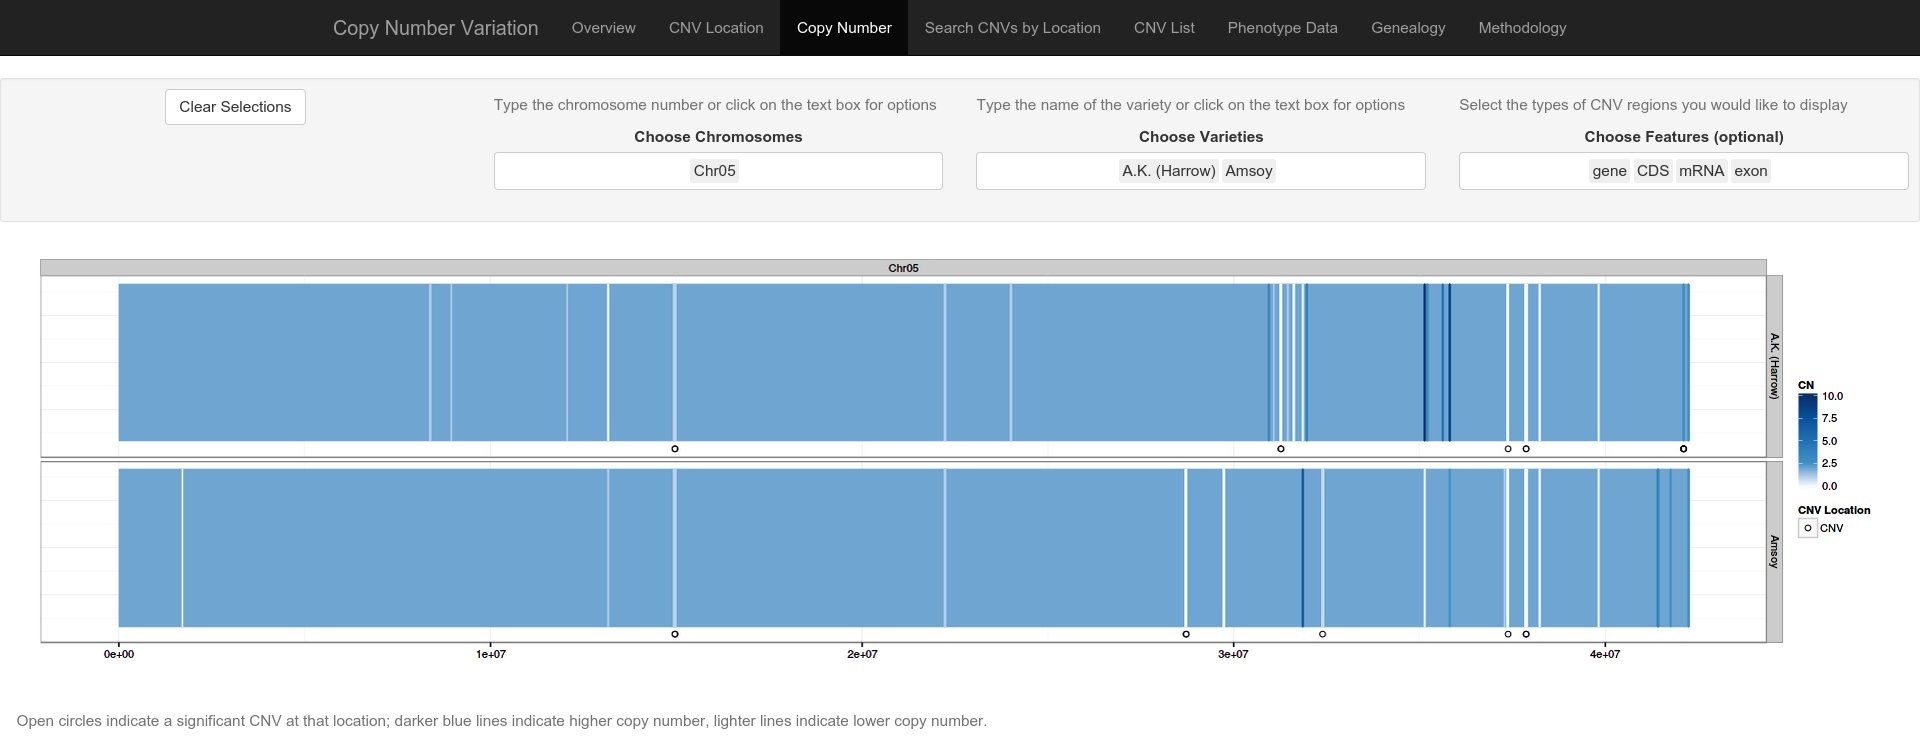 Copy Number Variation Overview CNV Location Copy Number Search CNVs by Location CNV List Phenotype Data Genealogy Methodology
Clear Selections
Type the chromosome number or click on the text box for options
Choose Chromosomes
Chr05
Type the name of the variety or click on the text box for options
Choose Varieties
A.K. (Harrow) Amsoy
Select the types of CNV regions you would like to display
Choose Features (optional)
gene CDS mRNA exon
Chr05
A.K. (Harrow)
Amsoy
0e+00 1e+07 2e+07 3e+07 4e+07
CN
10.0
7.5
5.0
2.5
0.0
CNV Location
CNV
Open circles indicate a significant CNV at that location; darker blue lines indicate higher copy number, lighter lines indicate lower copy number.